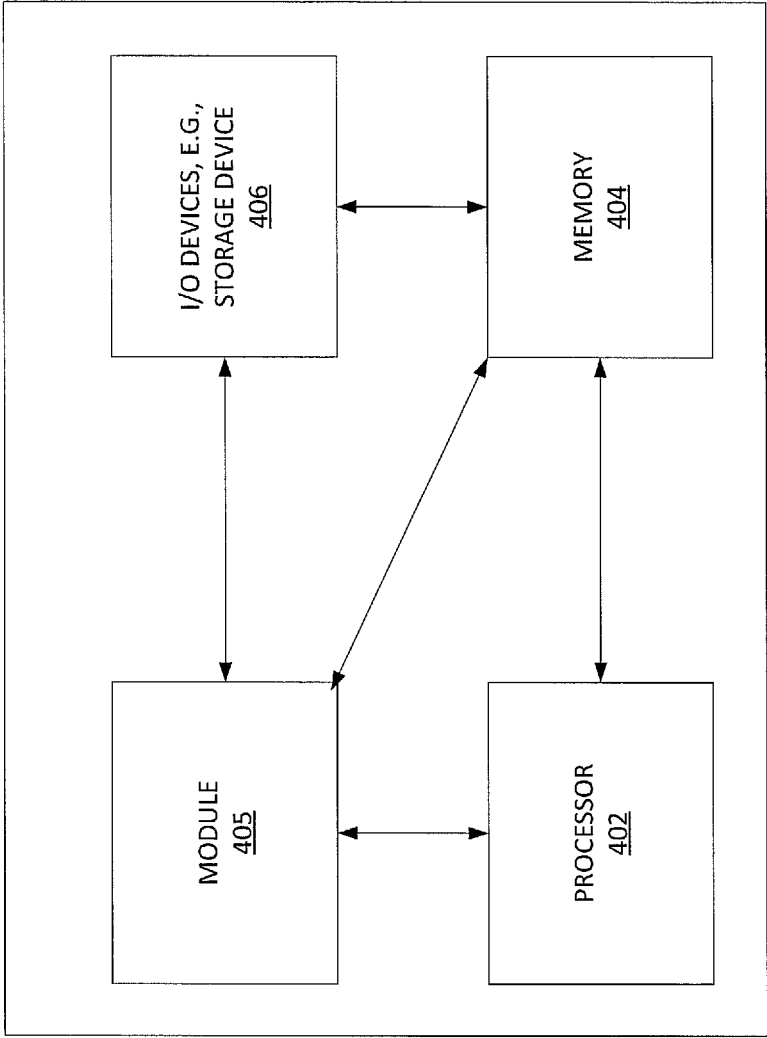 MODULE
405
I/O DEVICES, E.G.,
STORAGE DEVICE
406
PROCESSOR
402
MEMORY
404